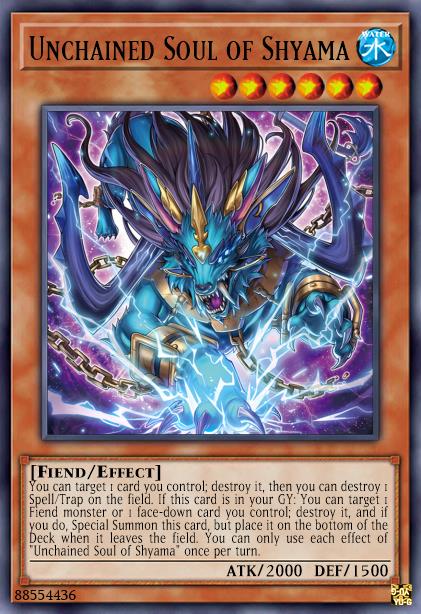 UNCHAINED SOUL OF SHYAMA
WATER
水
[FIEND/EFFECT]
You can target 1 card you control; destroy it, then you can destroy 1
Spell/Trap on the field. If this card is in your GY: You can target 1
Fiend monster or 1 face-down card you control; destroy it, and if
you do, Special Summon this card, but place it on the bottom of the
Deck when it leaves the field. You can only use each effect of
"Unchained Soul of Shyama" once per turn.
ATK/2000 DEF/1500
88554436